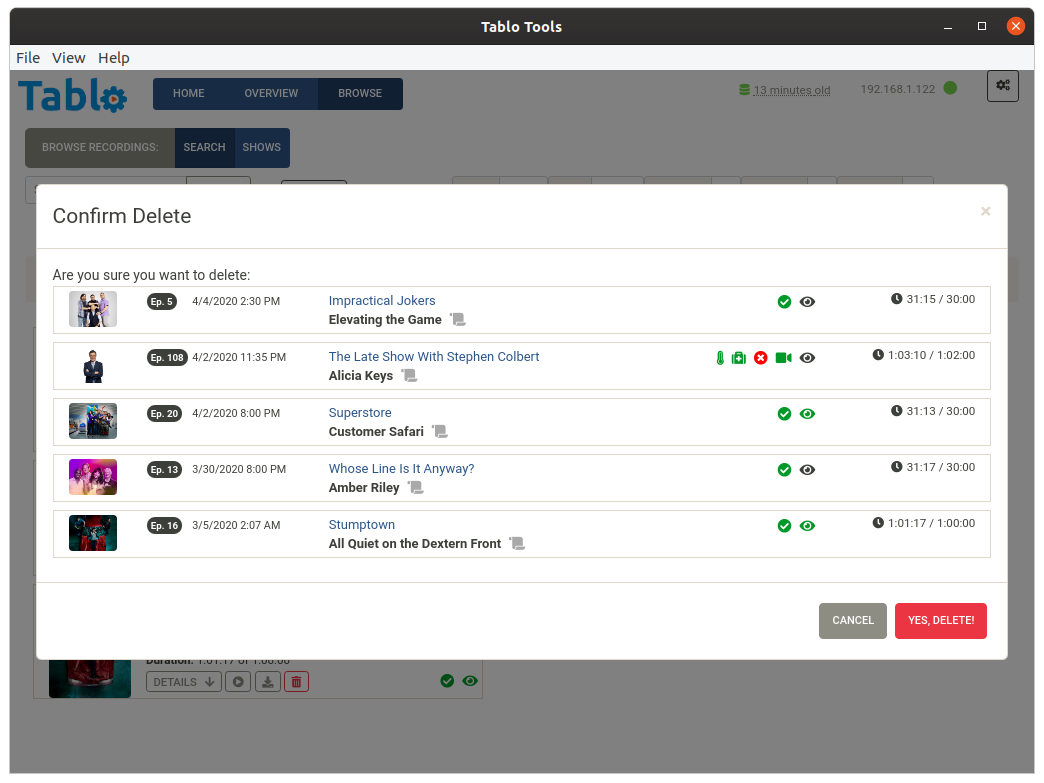 Tablo Tools
File View Help
Tablo
HOME OVERVIEW BROWSE
13 minutes old
192.168.1.122
BROWSE RECORDINGS: SEARCH SHOWS
Confirm Delete
×
Are you sure you want to delete:
Ep. 5 4/4/2020 2:30 PM Impractical Jokers 31:15 / 30:00
Elevating the Game
Ep. 108 4/2/2020 11:35 PM The Late Show With Stephen Colbert 1:03:10 / 1:02:00
Alicia Keys
Ep. 20 4/2/2020 8:00 PM Superstore 31:13 / 30:00
Customer Safari
Ep. 13 3/30/2020 8:00 PM Whose Line Is It Anyway? 31:17 / 30:00
Amber Riley
Ep. 16 3/5/2020 2:07 AM Stumptown 1:01:17 / 1:00:00
All Quiet on the Dextern Front
CANCEL YES, DELETE!
Duration: 1:01:17 of 1:00:00
DETAILS